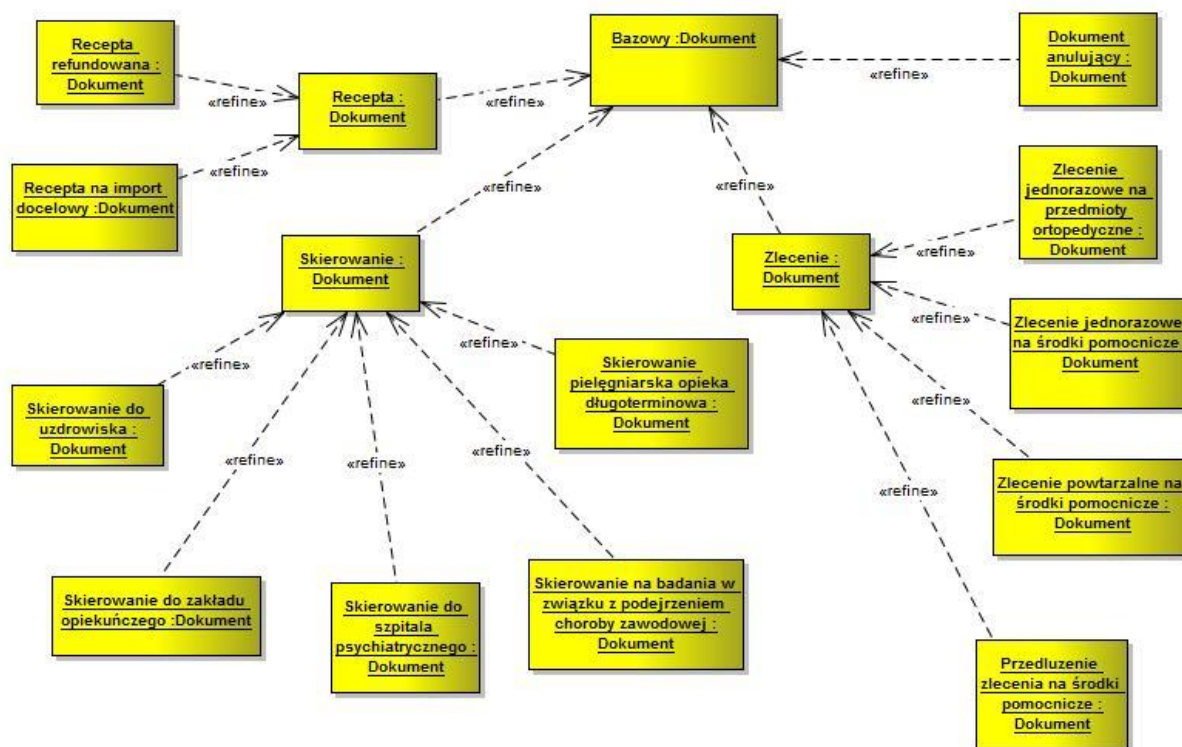 Recepta
refundowana :
Dokument
Bazowy :Dokument
Dokument
anulujący :
Dokument
«refine»
«refine»
«refine»
Recepta :
Dokument
«refine»
Recepta na import
docelowy :Dokument
«refine»
«refine»
Zlecenie
jednorazowe na
przedmioty
ortopedyczne :
Dokument
Skierowanie :
Dokument
Zlecenie :
Dokument
«refine»
«refine»
Zlecenie jednorazowe
na środki pomocnicze
Dokument
«refine»
«refine»
Skierowanie
pielęgniarska opieka
długoterminowa :
Dokument
Skierowanie do
uzdrowiska :
Dokument
«refine»
«refine»
«refine»
«refine»
«refine»
Zlecenie powtarzalne na
środki pomocnicze :
Dokument
Skierowanie do zakładu
opiekuńczego :Dokument
Skierowanie do
szpitala
psychiatrycznego :
Dokument
Skierowanie na badania w
związku z podejrzeniem
choroby zawodowej :
Dokument
Przedluzenie
zlecenia na środki
pomocnicze :
Dokument